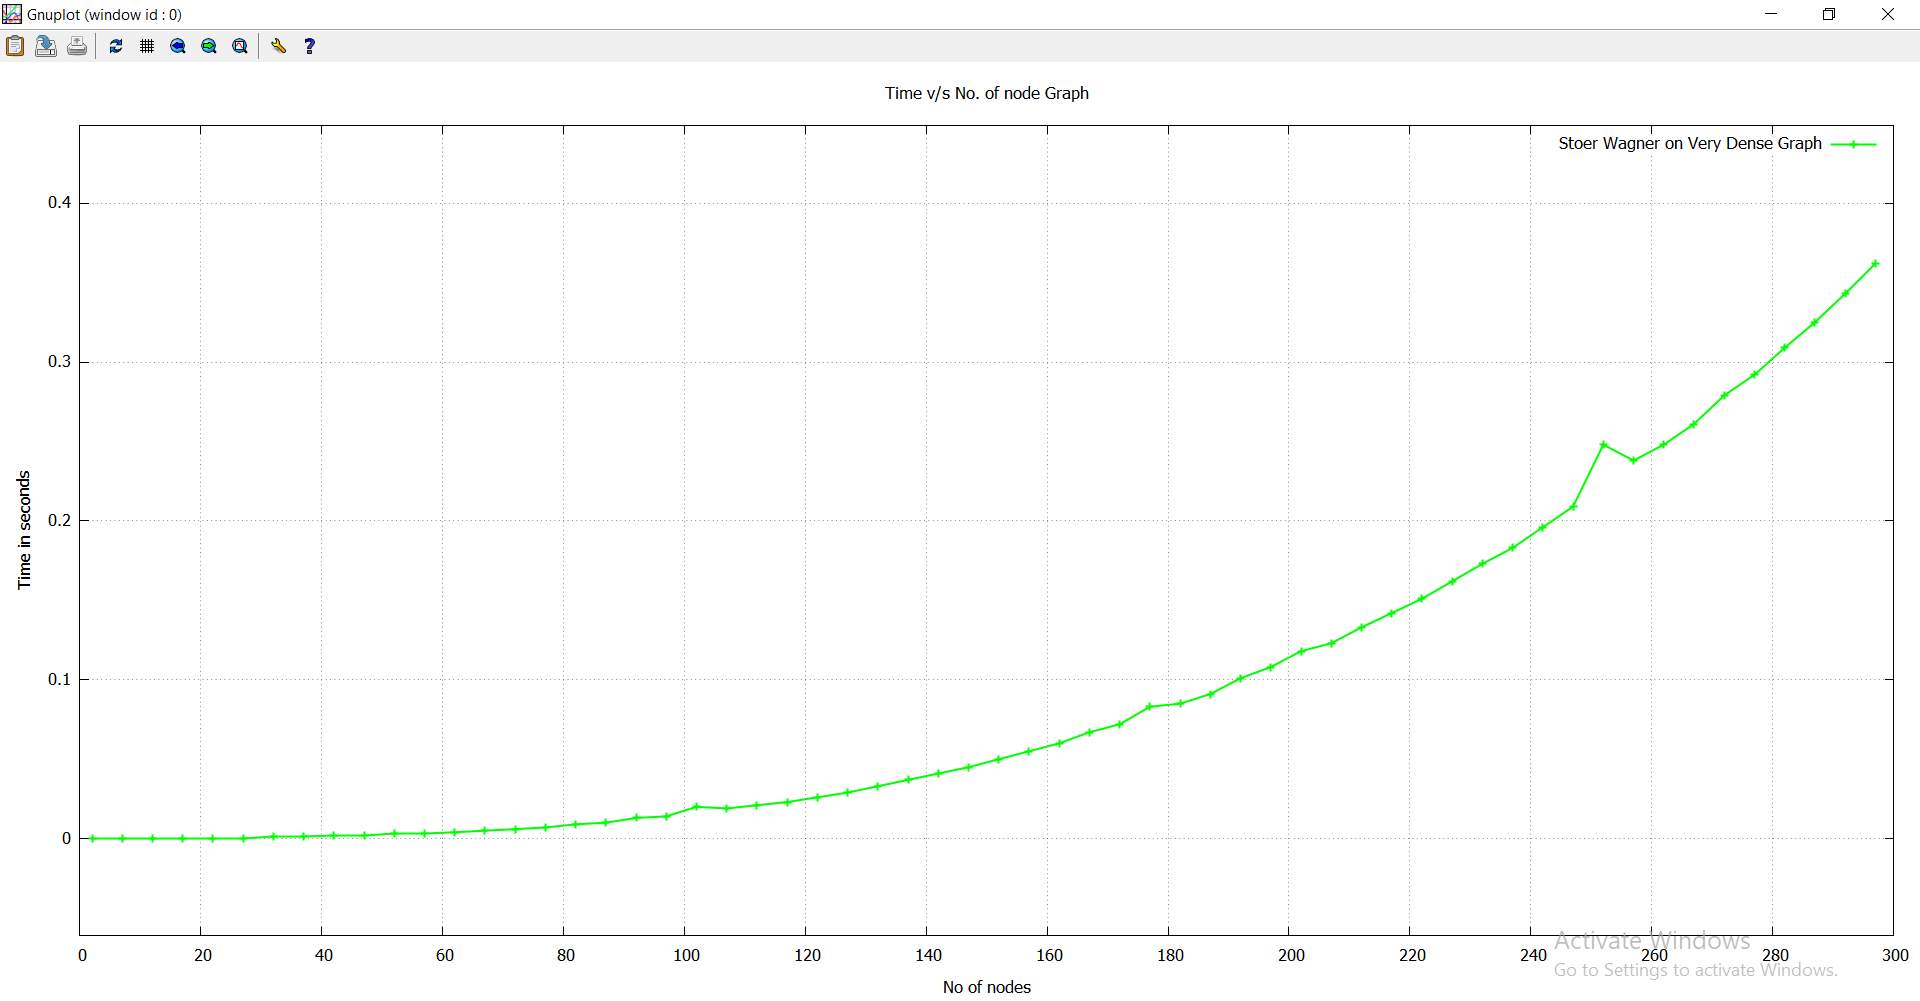 Gnuplot (window id : 0)
Time v/s No. of node Graph
Stoer Wagner on Very Dense Graph
0.4
0.3
0.2
0.1
0
Time in seconds
0 20 40 60 80 100 120 140 160 180 200 220 240 260 280 300
No of nodes
Activate Windows
Go to Settings to activate Windows.